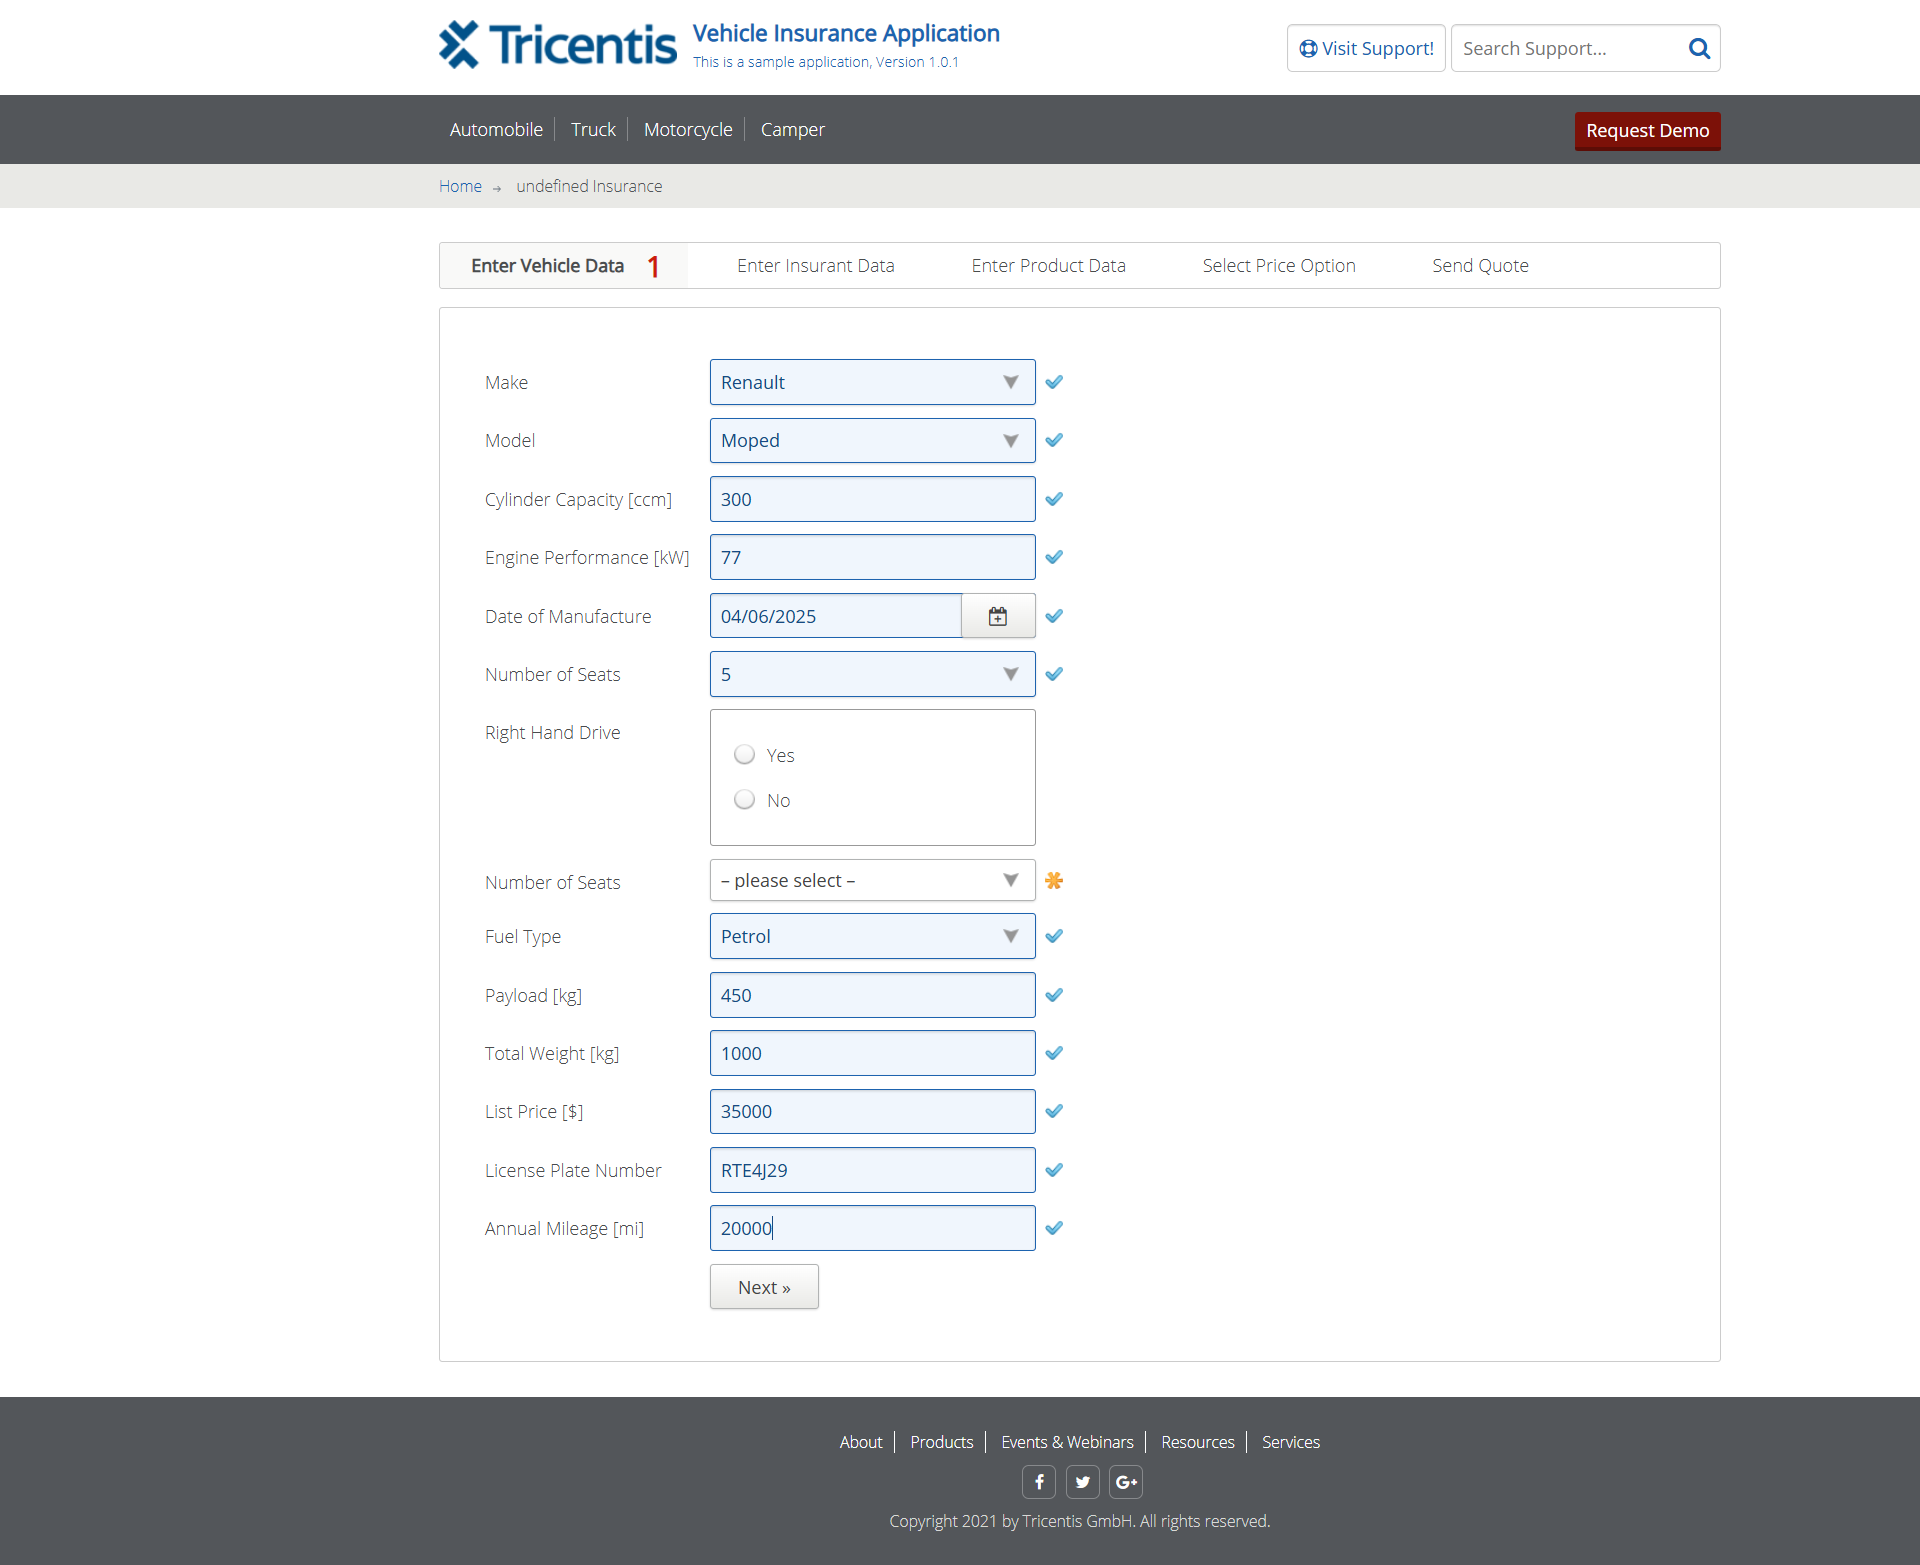 Tricentis
Vehicle Insurance Application
This is a sample application, Version 1.0.1
Visit Support!
Search Support...
Automobile
Truck
Motorcycle
Camper
Request Demo
Home → undefined Insurance
Enter Vehicle Data 1
Enter Insurant Data
Enter Product Data
Select Price Option
Send Quote
Make
Renault
Model
Moped
Cylinder Capacity [ccm]
300
Engine Performance [kW]
77
Date of Manufacture
04/06/2025
Number of Seats
5
Right Hand Drive
Yes
No
Number of Seats
– please select –
Fuel Type
Petrol
Payload [kg]
450
Total Weight [kg]
1000
List Price [$]
35000
License Plate Number
RTE4J29
Annual Mileage [mi]
20000
Next »
About
Products
Events & Webinars
Resources
Services
f
G+
Copyright 2021 by Tricentis GmbH. All rights reserved.